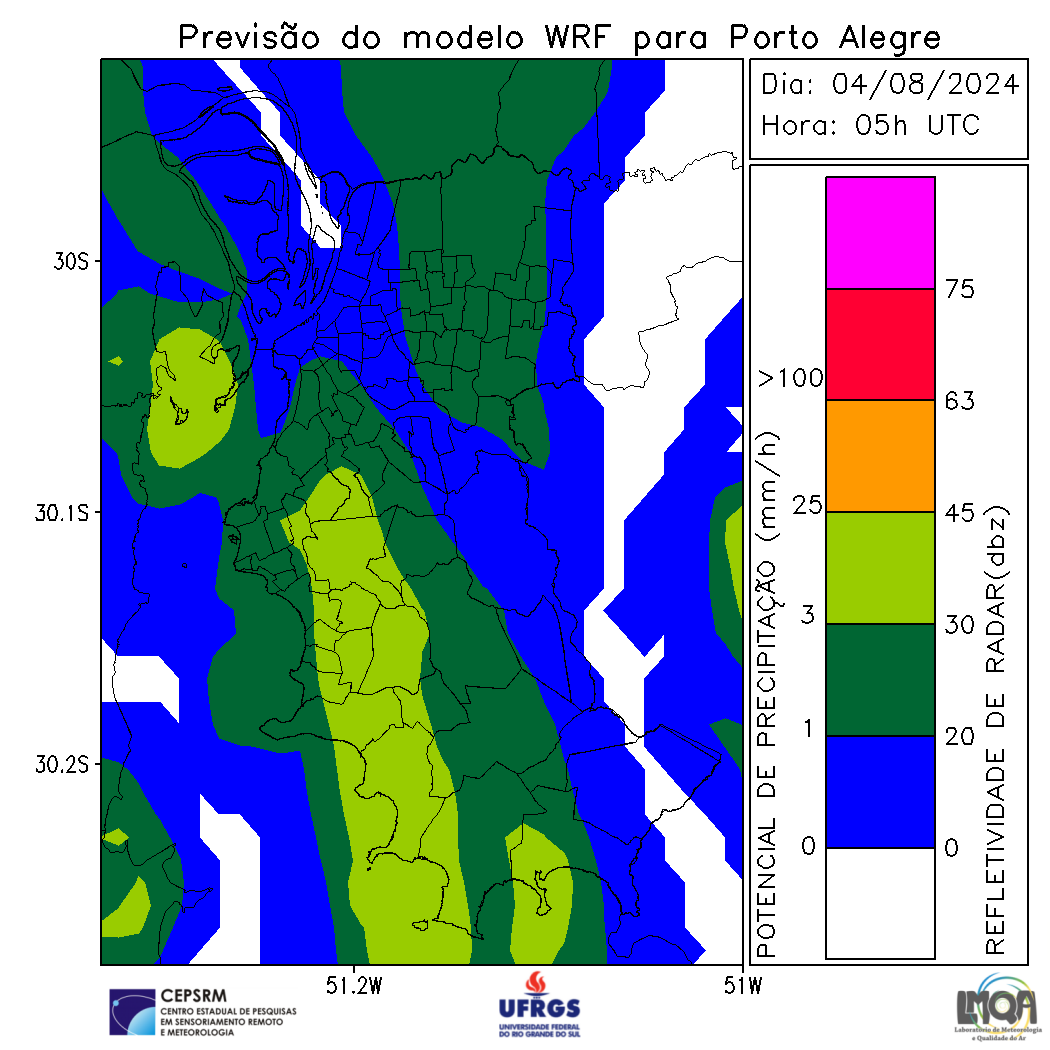 Previsão do modelo WRF para Porto Alegre
Dia: 04/08/2024
Hora: 05h UTC
30S
30.1S
30.2S
51.2W
51W
POTENCIAL DE PRECIPITAÇÃO (mm/h)
>100
25
3
1
0
75
63
45
30
20
0
REFLETIVIDADE DE RADAR(dbz)
CEPSRM
CENTRO ESTADUAL DE PESQUISAS
EM SENSORIAMENTO REMOTO
E METEOROLOGIA
UFRGS
UNIVERSIDADE FEDERAL
DO RIO GRANDE DO SUL
LMQA
Laboratório de Meteorologia
e Qualidade do Ar